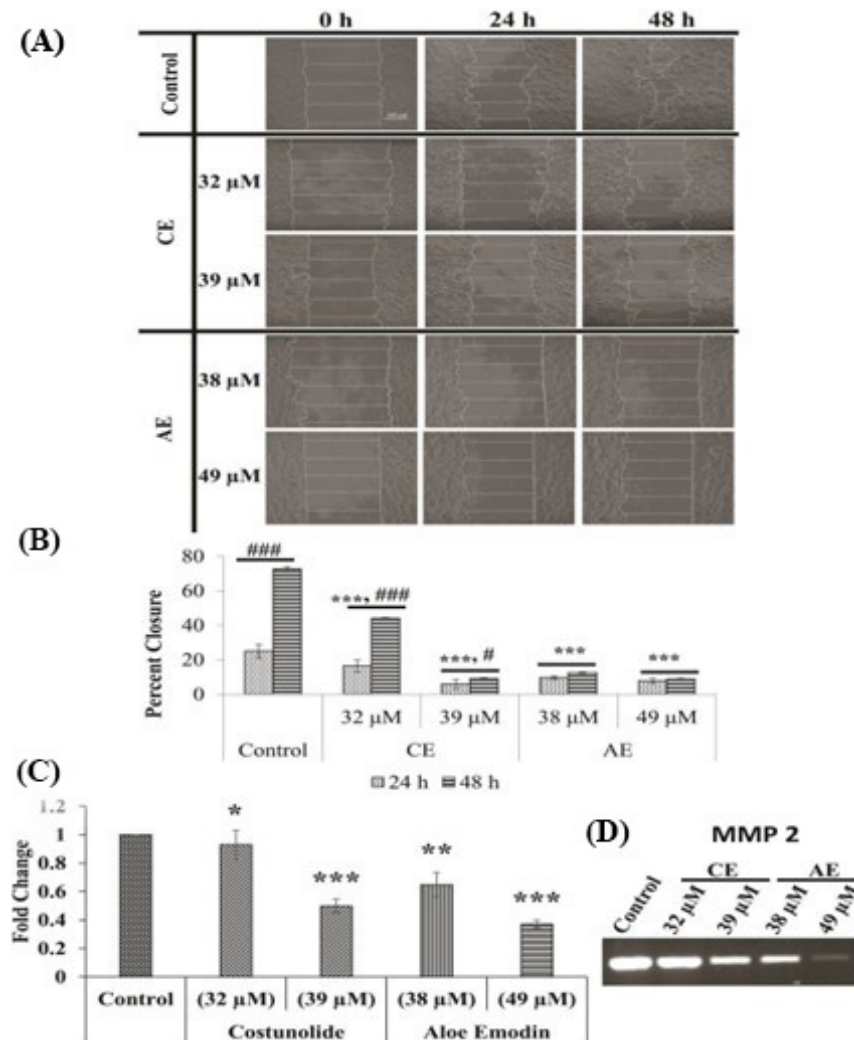 (A)
0 h 24 h 48 h
Control
CE
32 µM
39 µM
AE
38 µM
49 µM
(B)
Percent Closure
80
60
40
20
0
###
***, ###
***, #
***
***
32 µM 39 µM 38 µM 49 µM
Control CE AE
24 h 48 h
(C)
Fold Change
1.2
1
0.8
0.6
0.4
0.2
0
*
***
**
***
Control (32 µM) (39 µM) (38 µM) (49 µM)
Costunolide Aloe Emodin
(D)
MMP 2
CE AE
Control 32 µM 39 µM 38 µM 49 µM